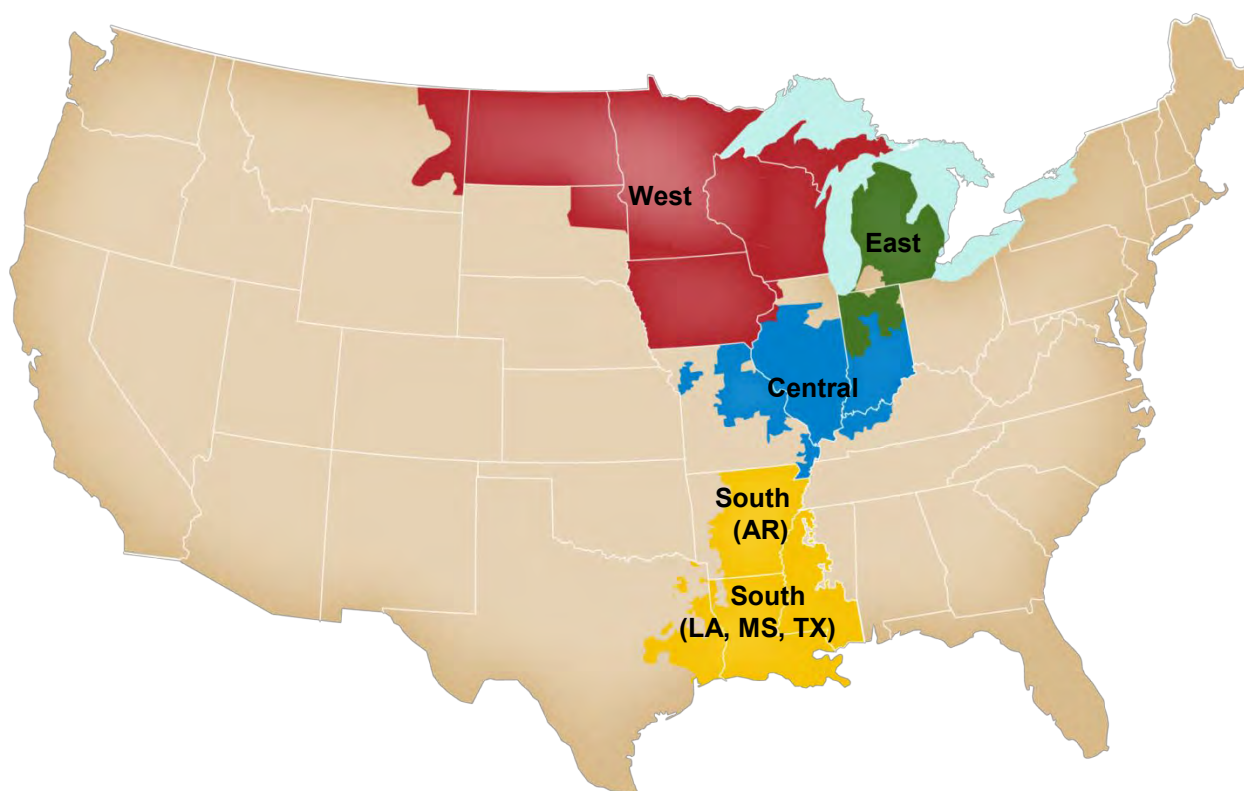 West
East
Central
South
(AR)
South
(LA, MS, TX)